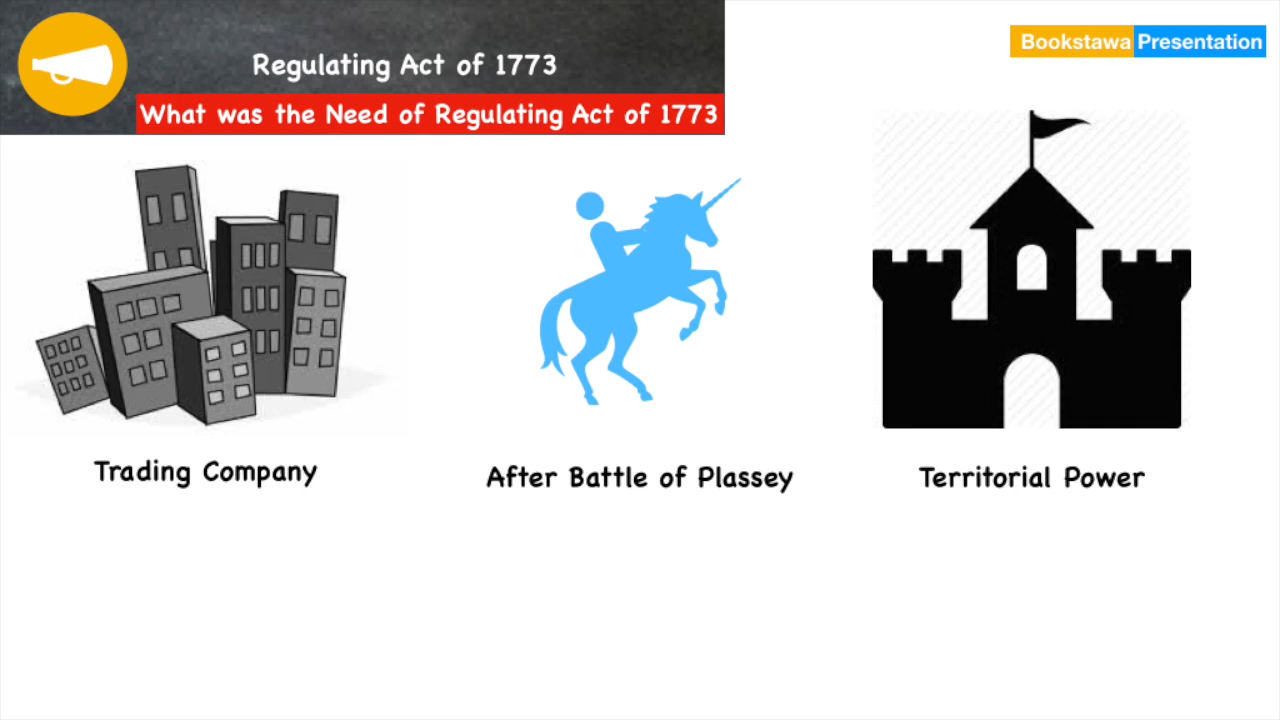 Regulating Act of 1773
What was the Need of Regulating Act of 1773
Bookstawa Presentation
Trading Company
After Battle of Plassey
Territorial Power